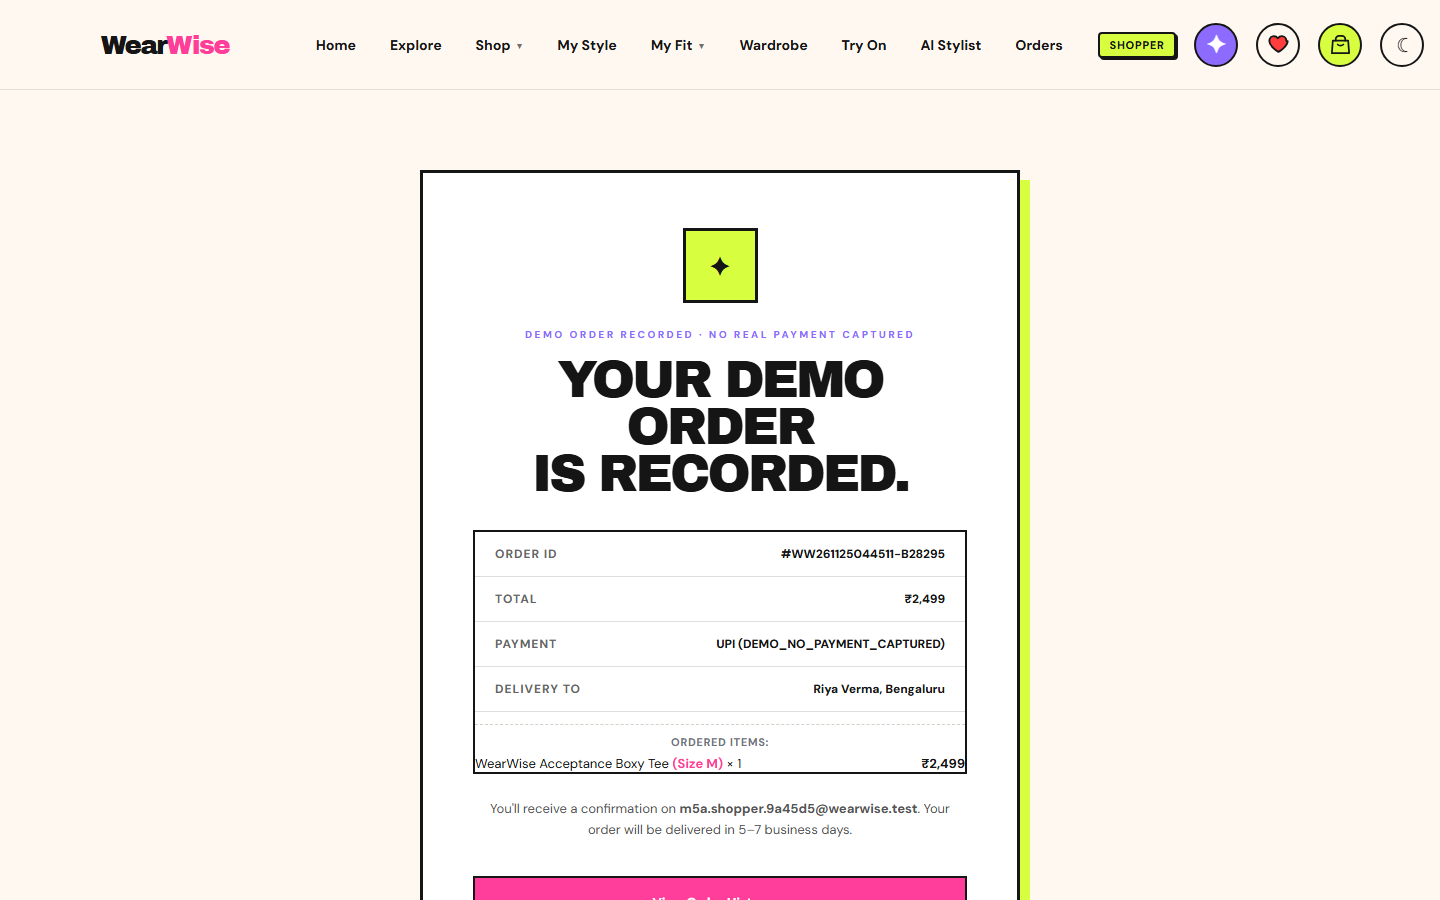 WearWise
Home Explore Shop ▾ My Style My Fit ▾ Wardrobe Try On AI Stylist Orders SHOPPER
DEMO ORDER RECORDED · NO REAL PAYMENT CAPTURED
YOUR DEMO
ORDER
IS RECORDED.
ORDER ID #WW261125044511-B28295
TOTAL ₹2,499
PAYMENT UPI (DEMO_NO_PAYMENT_CAPTURED)
DELIVERY TO Riya Verma, Bengaluru
ORDERED ITEMS:
WearWise Acceptance Boxy Tee (Size M) × 1 ₹2,499
You'll receive a confirmation on m5a.shopper.9a45d5@wearwise.test. Your
order will be delivered in 5–7 business days.